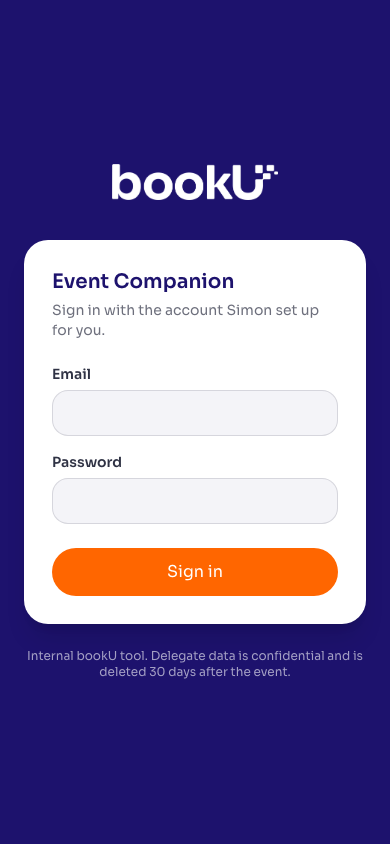 bookU
Event Companion
Sign in with the account Simon set up
for you.
Email
Password
Sign in
Internal bookU tool. Delegate data is confidential and is
deleted 30 days after the event.